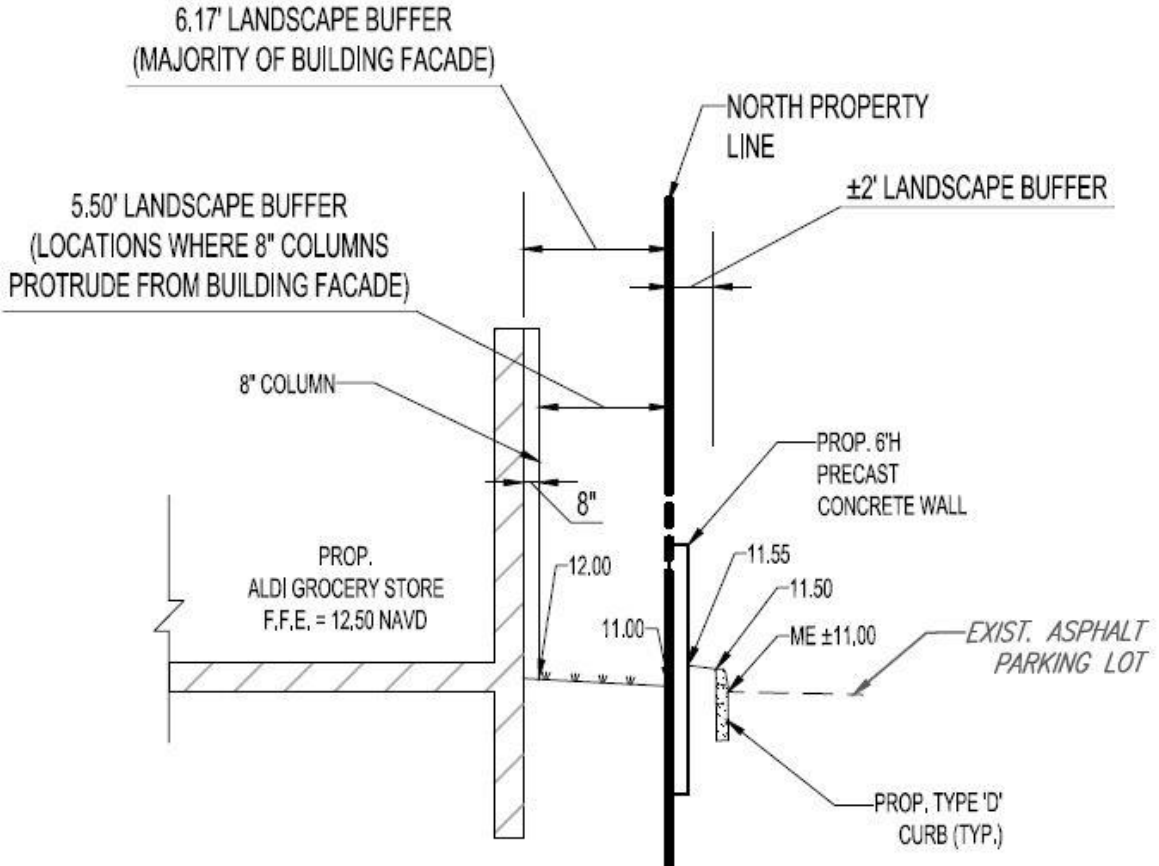 6.17' LANDSCAPE BUFFER
(MAJORITY OF BUILDING FACADE)
NORTH PROPERTY
LINE
±2' LANDSCAPE BUFFER
5.50' LANDSCAPE BUFFER
(LOCATIONS WHERE 8" COLUMNS
PROTRUDE FROM BUILDING FACADE)
8" COLUMN
8"
PROP. 6'H
PRECAST
CONCRETE WALL
PROP.
ALDI GROCERY STORE
F.F.E. = 12.50 NAVD
12.00
11.00
11.55
11.50
ME ±11.00
EXIST. ASPHALT
PARKING LOT
PROP. TYPE 'D'
CURB (TYP.)